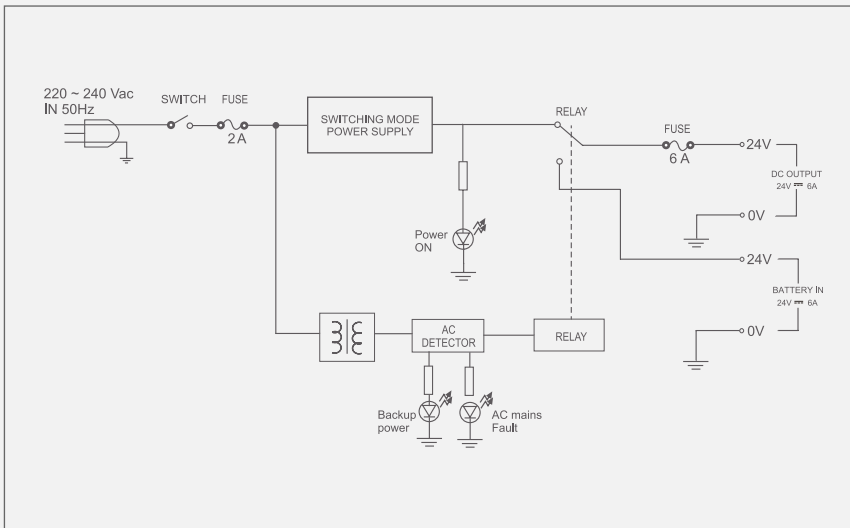 220 ~ 240 Vac
IN 50Hz
SWITCH
FUSE
2 A
SWITCHING MODE
POWER SUPPLY
RELAY
FUSE
6 A
24V
DC OUTPUT
24V ⎓ 6A
0V
Power
ON
24V
BATTERY IN
24V ⎓ 6A
0V
AC
DETECTOR
RELAY
Backup
power
AC mains
Fault